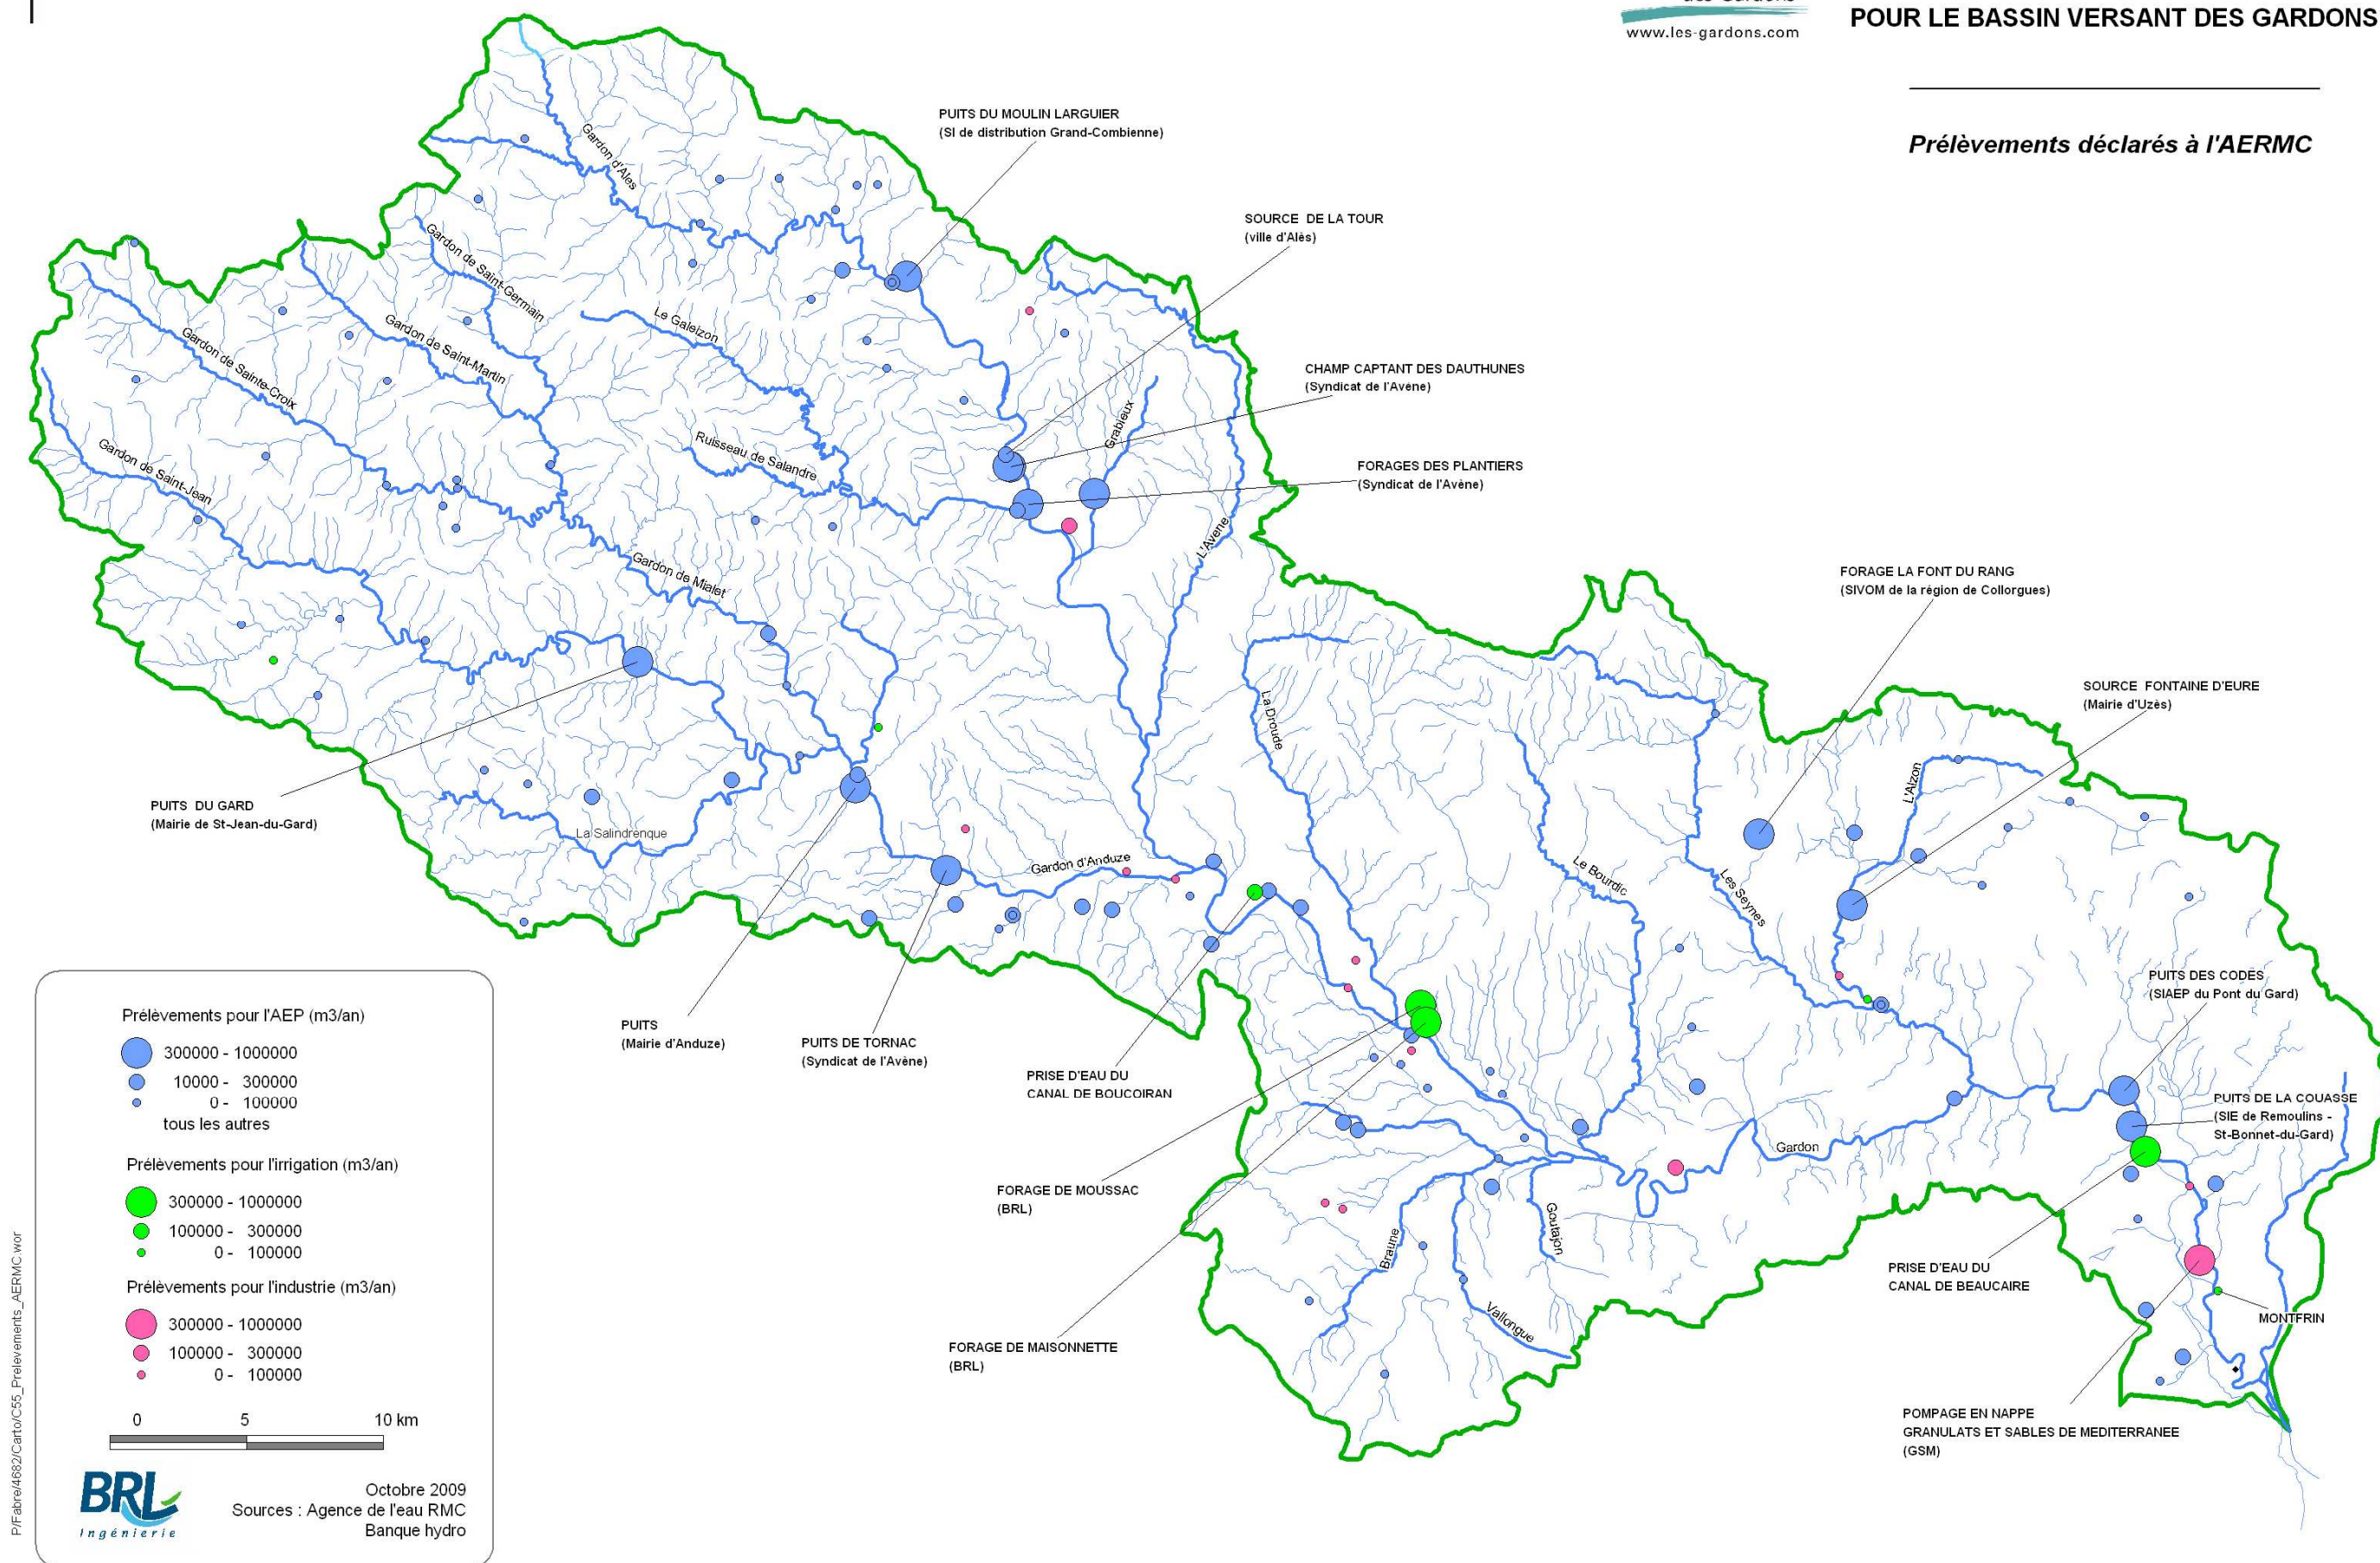 www.les-gardons.com
POUR LE BASSIN VERSANT DES GARDONS
Prélèvements déclarés à l'AERMC
PUITS DU MOULIN LARGUIER
(SI de distribution Grand-Combienne)
SOURCE DE LA TOUR
(ville d'Alès)
CHAMP CAPTANT DES DAUTHUNES
(Syndicat de l'Avène)
FORAGES DES PLANTIERS
(Syndicat de l'Avène)
FORAGE LA FONT DU RANG
(SIVOM de la région de Collorgues)
SOURCE FONTAINE D'EURE
(Mairie d'Uzès)
Gardon d'Ales
Gardon de Saint-Germain
Gardon de Saint-Martin
Gardon de Sainte-Croix
Gardon de Saint-Jean
Le Galeizon
Ruisseau de Salandre
Grabieux
L'Avene
Gardon de Mialet
La Droude
L'Alzon
PUITS DU GARD
(Mairie de St-Jean-du-Gard)
La Salindrenque
Gardon d'Anduze
Le Bourdic
Les Seynes
PUITS DES CODES
(SIAEP du Pont du Gard)
PUITS
(Mairie d'Anduze)
PUITS DE TORNAC
(Syndicat de l'Avène)
PRISE D'EAU DU
CANAL DE BOUCOIRAN
PUITS DE LA COUASSE
(SIE de Remoulins -
St-Bonnet-du-Gard)
Gardon
FORAGE DE MOUSSAC
(BRL)
Braune
Goutajon
Vallongue
PRISE D'EAU DU
CANAL DE BEAUCAIRE
MONTFRIN
FORAGE DE MAISONNETTE
(BRL)
POMPAGE EN NAPPE
GRANULATS ET SABLES DE MEDITERRANEE
(GSM)
Prélèvements pour l'AEP (m3/an)
300000 - 1000000
10000 - 300000
0 - 100000
tous les autres
Prélèvements pour l'irrigation (m3/an)
300000 - 1000000
100000 - 300000
0 - 100000
Prélèvements pour l'industrie (m3/an)
300000 - 1000000
100000 - 300000
0 - 100000
0 5 10 km
BRL
Ingénierie
Octobre 2009
Sources : Agence de l'eau RMC
Banque hydro
P/Fabre/4682/Carto/C55_Prelevements_AERMC.wor